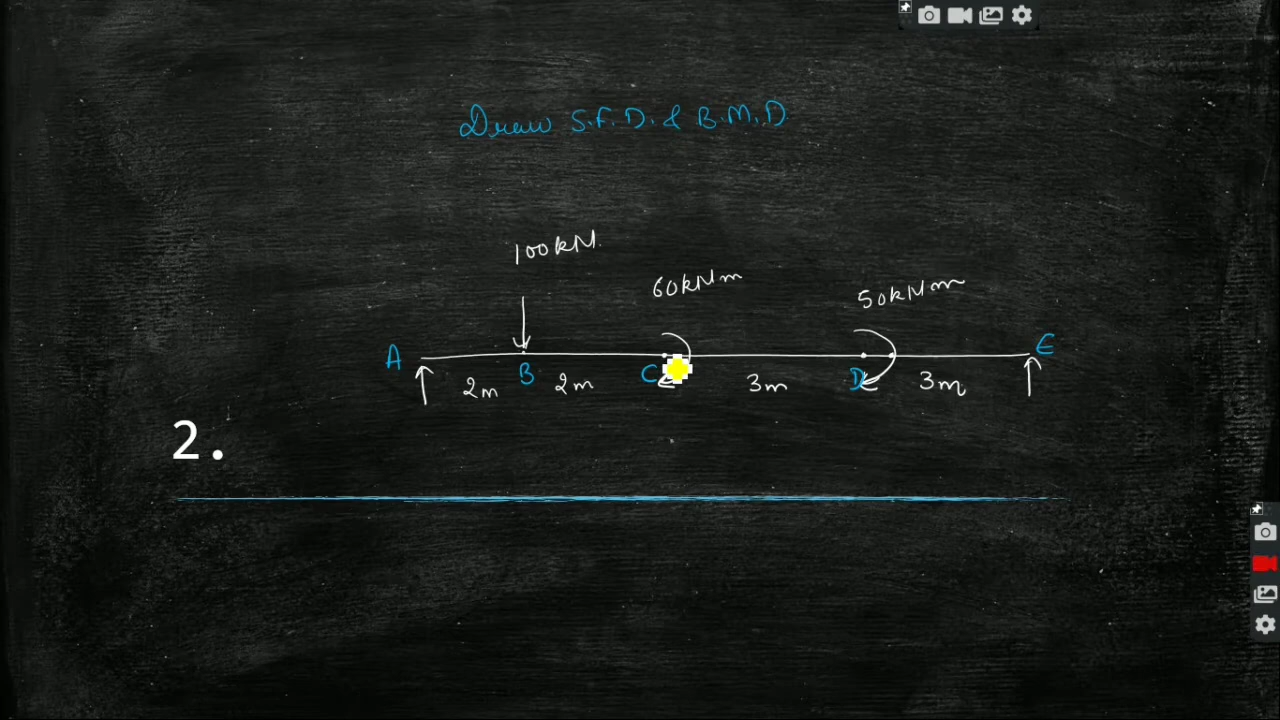 Draw S.F.D. & B.M.D.
100kN.
60kNm
50kNm
A
E
2m
B
2m
C
3m
D
3m
2.